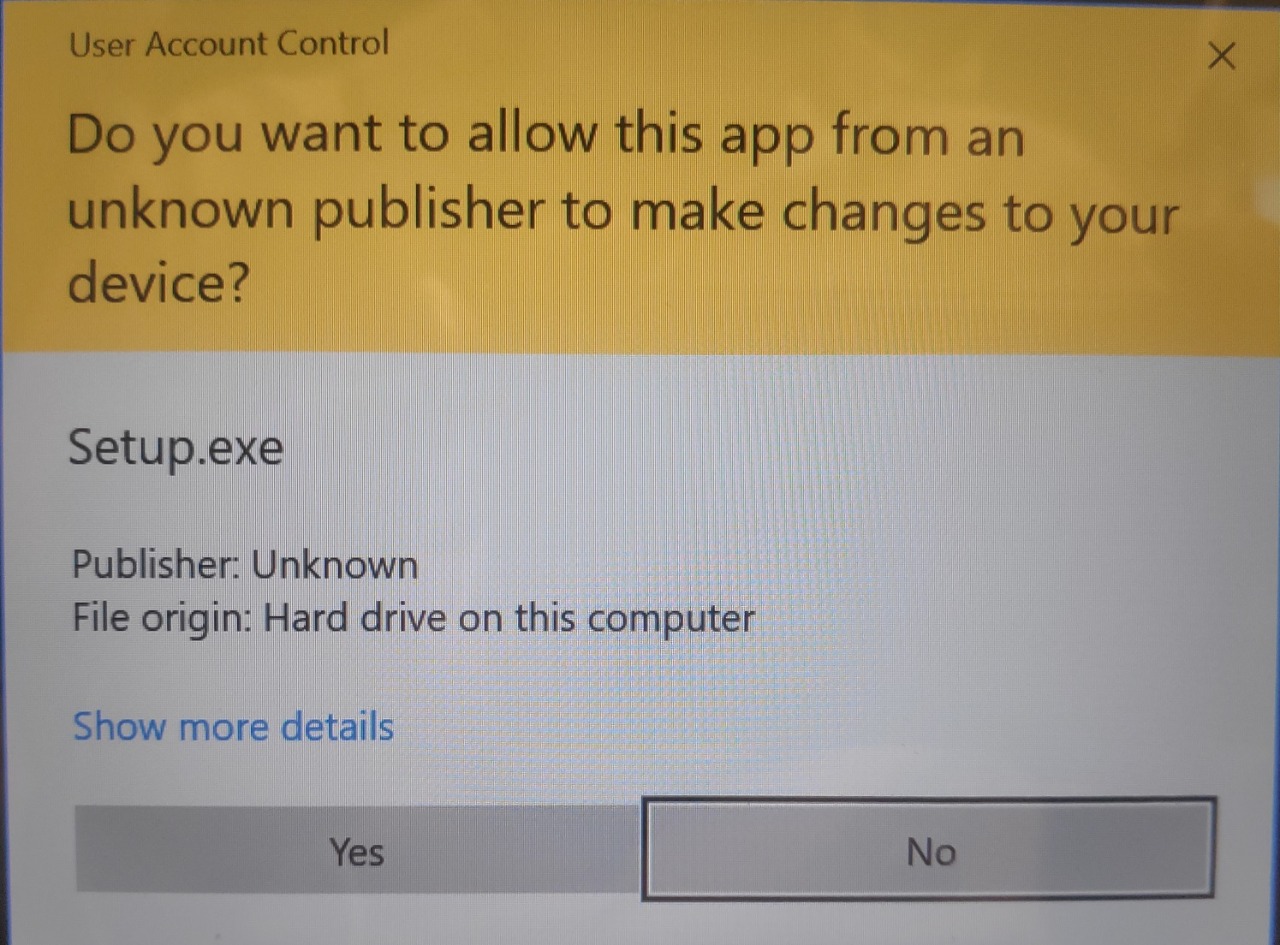 User Account Control
Do you want to allow this app from an
unknown publisher to make changes to your
device?
Setup.exe
Publisher: Unknown
File origin: Hard drive on this computer
Show more details
Yes
No